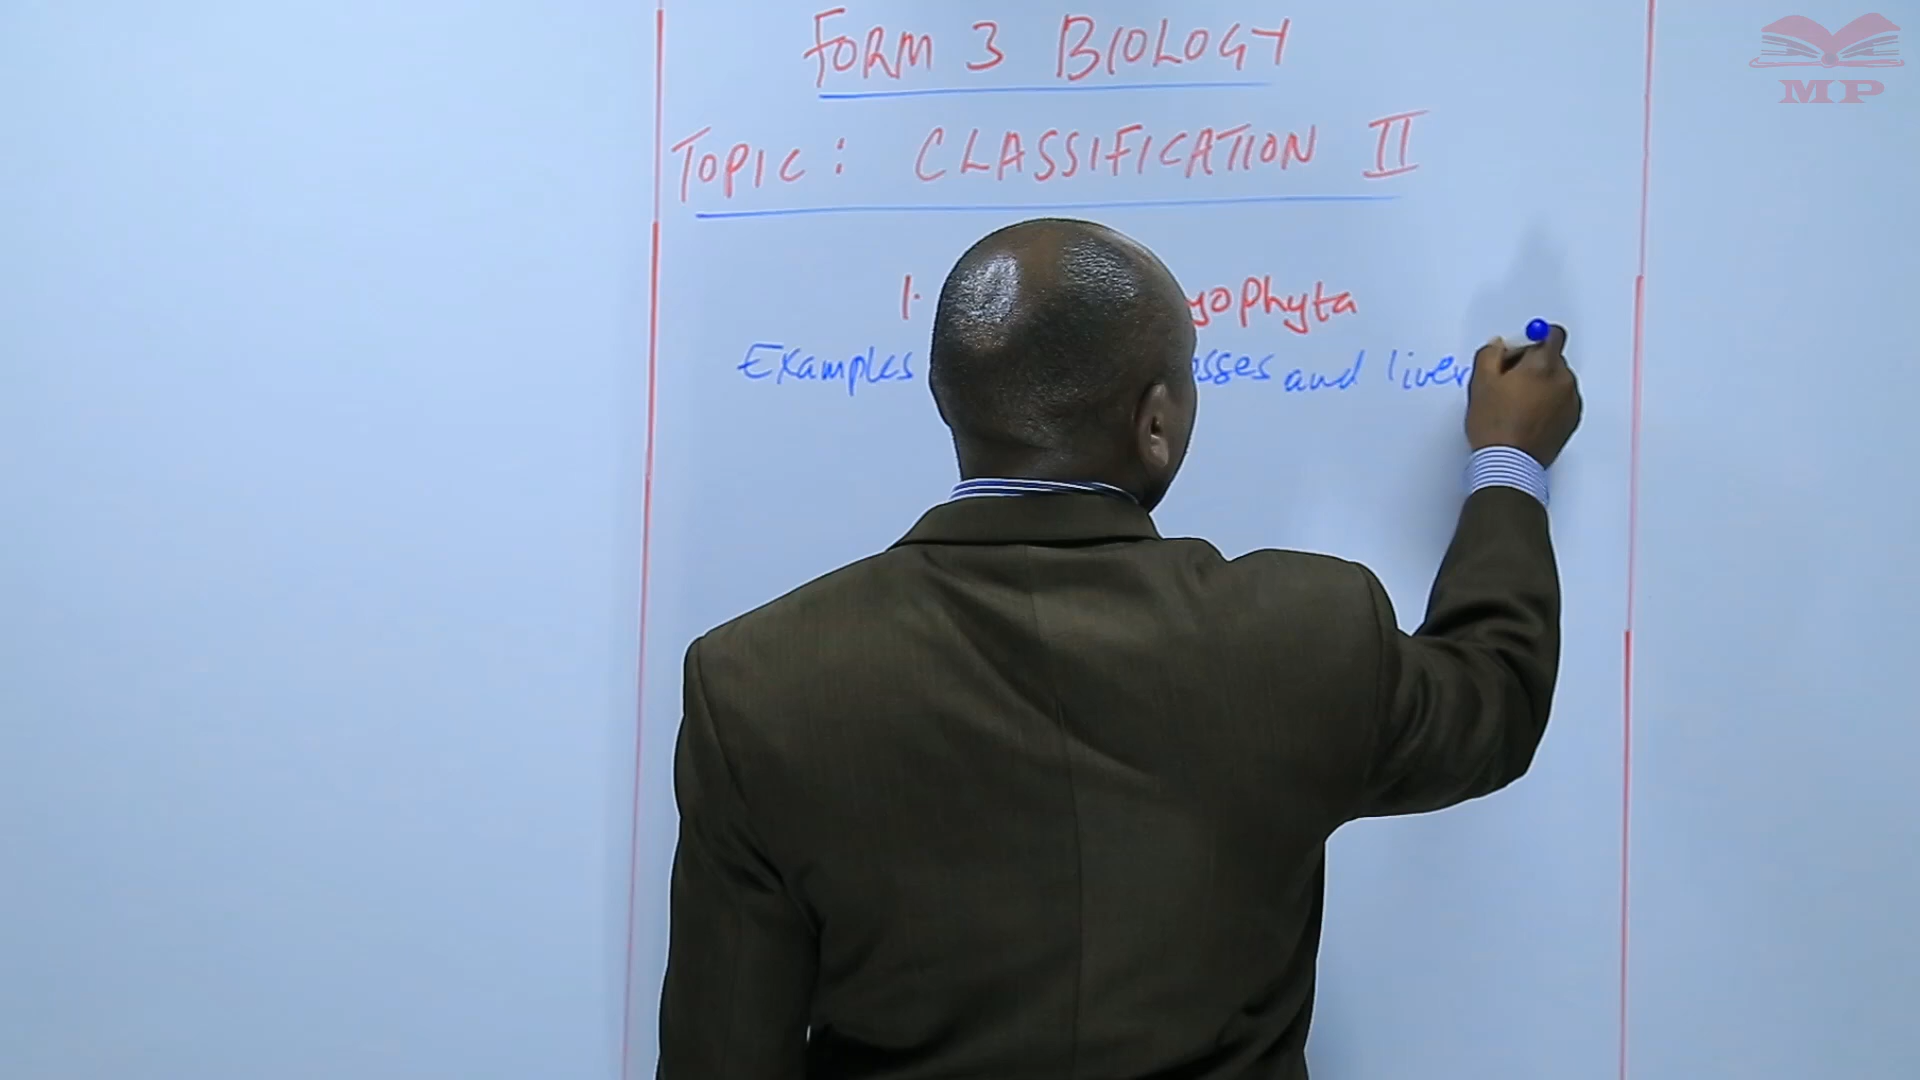 FORM 3 BIOLOGY
TOPIC: CLASSIFICATION II
1. yophyta
Examples osses and liver
MP